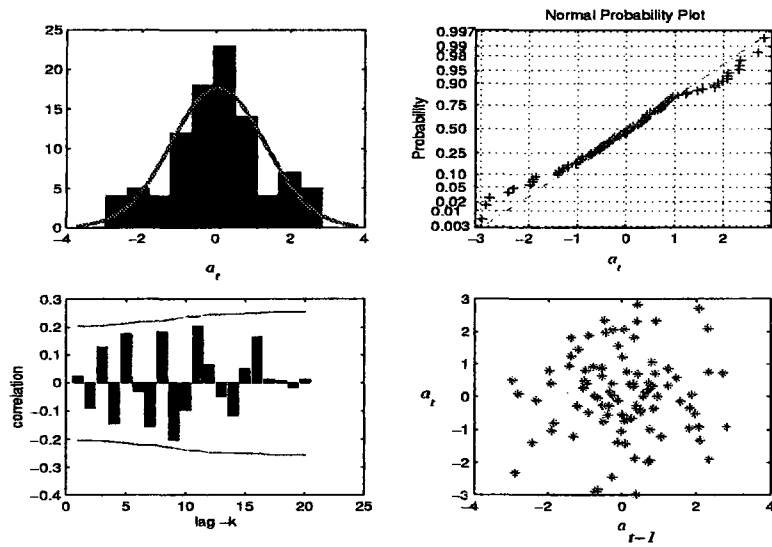 25
20
15
10
5
0
−4 −2 0 2 4
a_t
Normal Probability Plot
0.997
0.99
0.98
0.95
0.90
0.75
0.50
0.25
0.10
0.05
0.02
0.01
0.003
Probability
−3 −2 −1 0 1 2
a_t
0.3
0.2
0.1
0
−0.1
−0.2
−0.3
−0.4
correlation
0 5 10 15 20 25
lag −k
3
2
1
0
−1
−2
−3
a_t
−4 −2 0 2 4
a_{t−1}